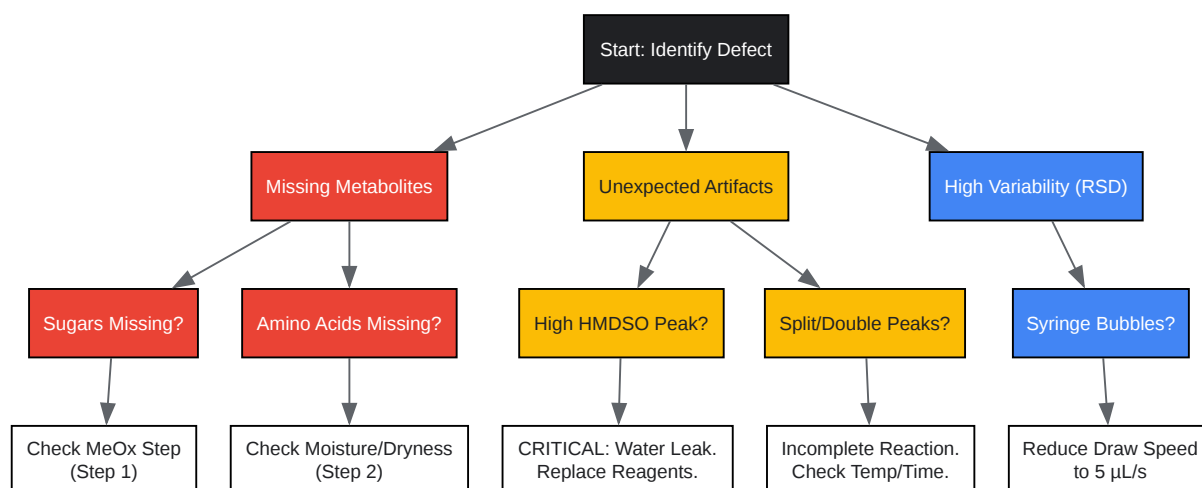 Start: Identify Defect
Missing Metabolites
Unexpected Artifacts
High Variability (RSD)
Sugars Missing?
Amino Acids Missing?
High HMDSO Peak?
Split/Double Peaks?
Syringe Bubbles?
Check MeOx Step
(Step 1)
Check Moisture/Dryness
(Step 2)
CRITICAL: Water Leak.
Replace Reagents.
Incomplete Reaction.
Check Temp/Time.
Reduce Draw Speed
to 5 µL/s